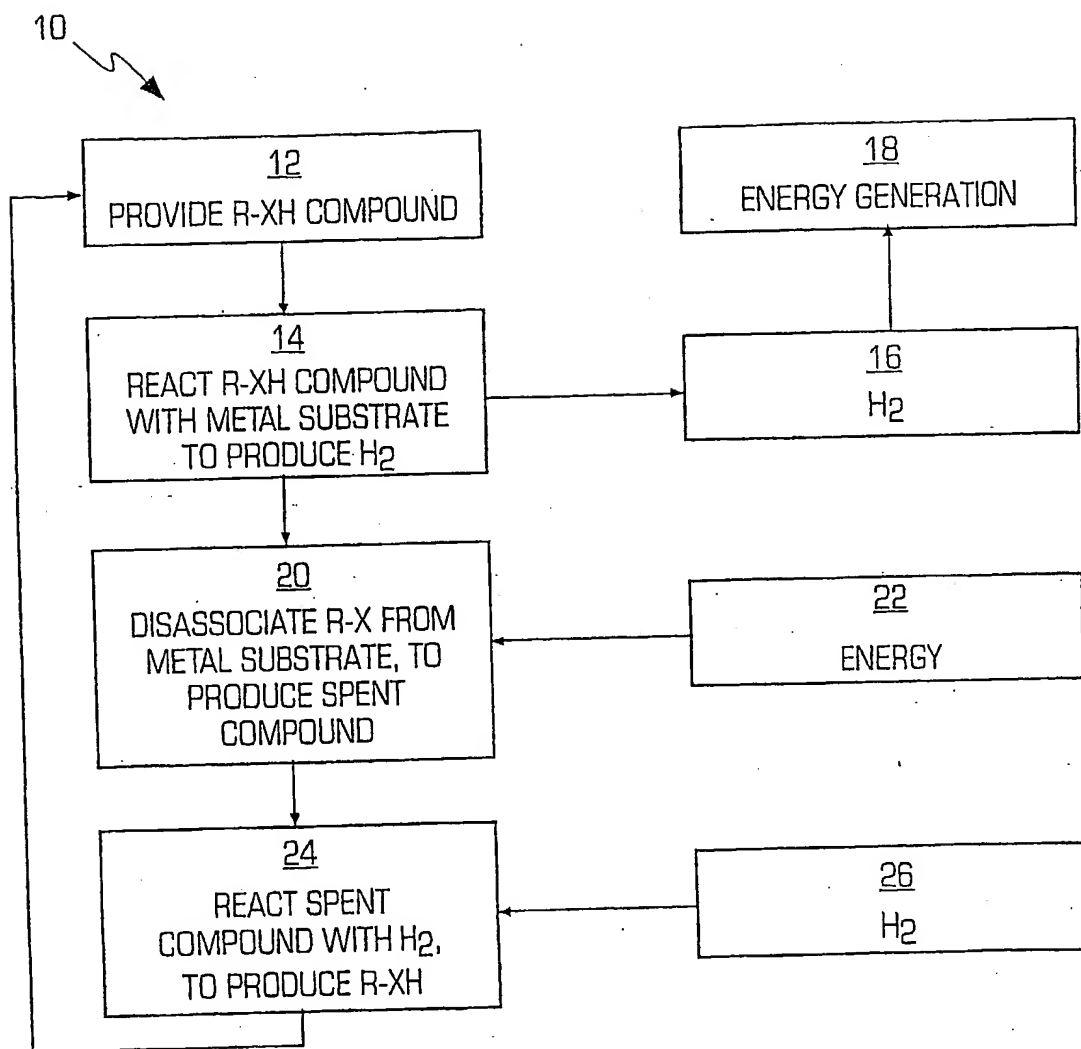 10
12
PROVIDE R-XH COMPOUND
18
ENERGY GENERATION
14
REACT R-XH COMPOUND
WITH METAL SUBSTRATE
TO PRODUCE H2
16
H2
20
DISASSOCIATE R-X FROM
METAL SUBSTRATE, TO
PRODUCE SPENT
COMPOUND
22
ENERGY
24
REACT SPENT
COMPOUND WITH H2,
TO PRODUCE R-XH
26
H2